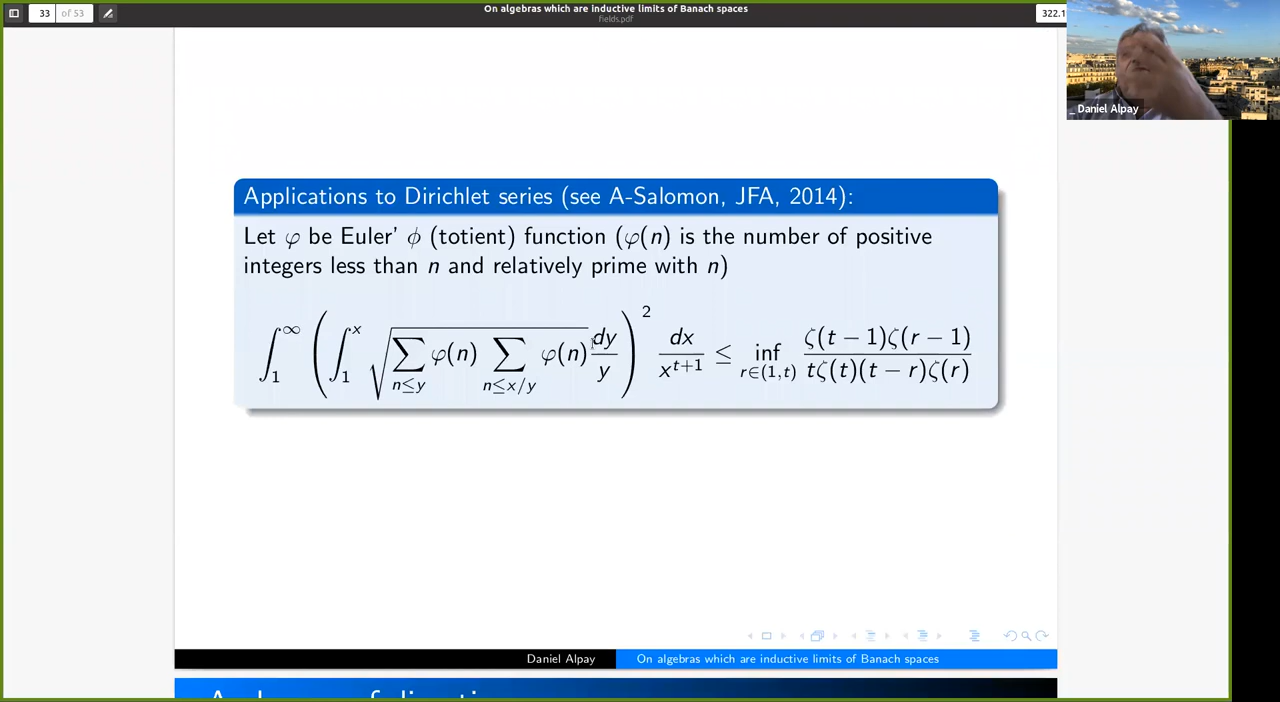 33 of 53
On algebras which are inductive limits of Banach spaces
fields.pdf
322.1
_ Daniel Alpay
Applications to Dirichlet series (see A-Salomon, JFA, 2014):
Let φ be Euler' ϕ (totient) function (φ(n) is the number of positive
integers less than n and relatively prime with n)
∫₁^∞ ( ∫₁^x √(∑_{n≤y} φ(n) ∑_{n≤x/y} φ(n)) dy/y )² dx/x^{t+1} ≤ inf_{r∈(1,t)} ζ(t − 1)ζ(r − 1) / tζ(t)(t − r)ζ(r)
Daniel Alpay On algebras which are inductive limits of Banach spaces